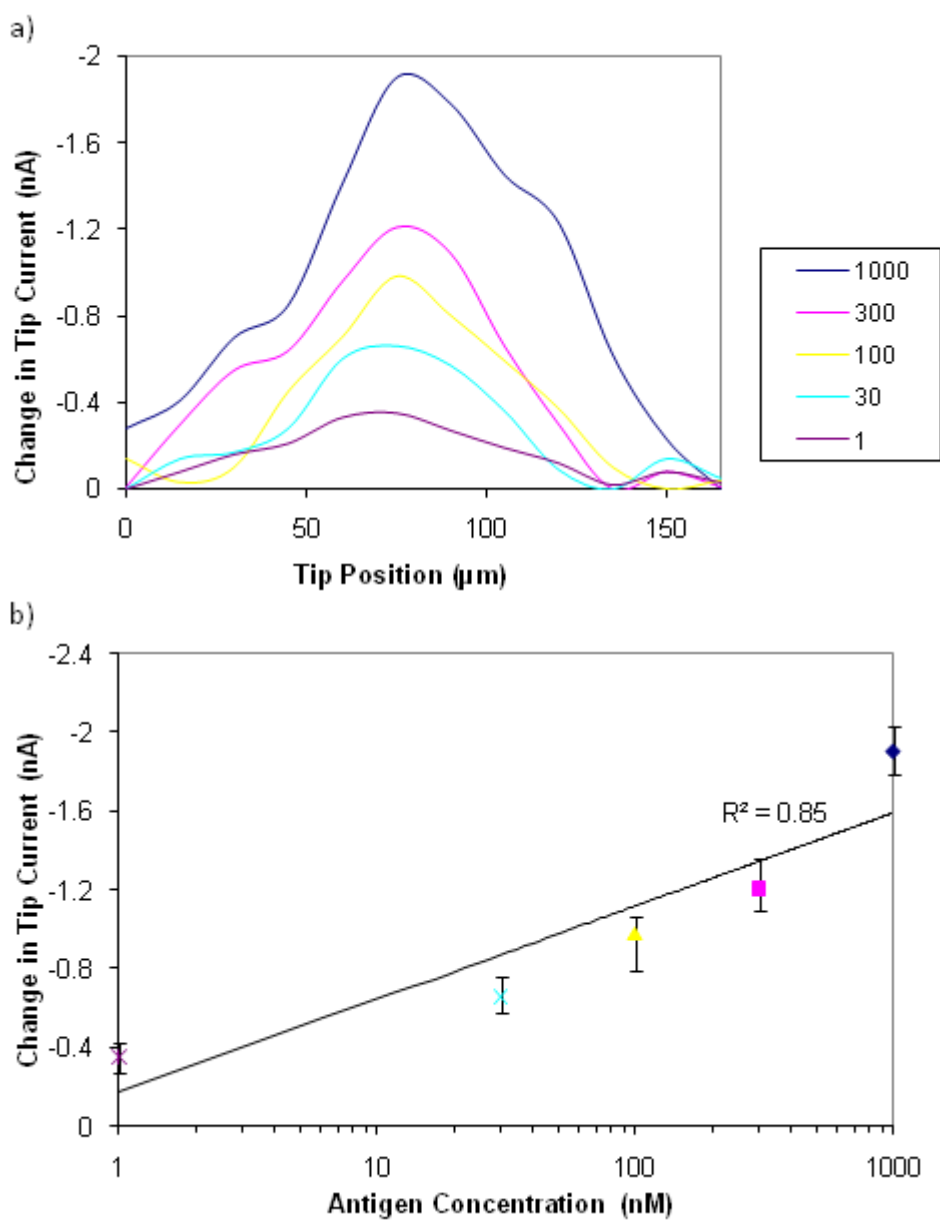 a)
-2
-1.6
-1.2
-0.8
-0.4
0
Change in Tip Current (nA)
0 50 100 150
Tip Position (µm)
1000
300
100
30
1
b)
-2.4
-2
-1.6
-1.2
-0.8
-0.4
0
Change in Tip Current (nA)
R² = 0.85
1 10 100 1000
Antigen Concentration (nM)